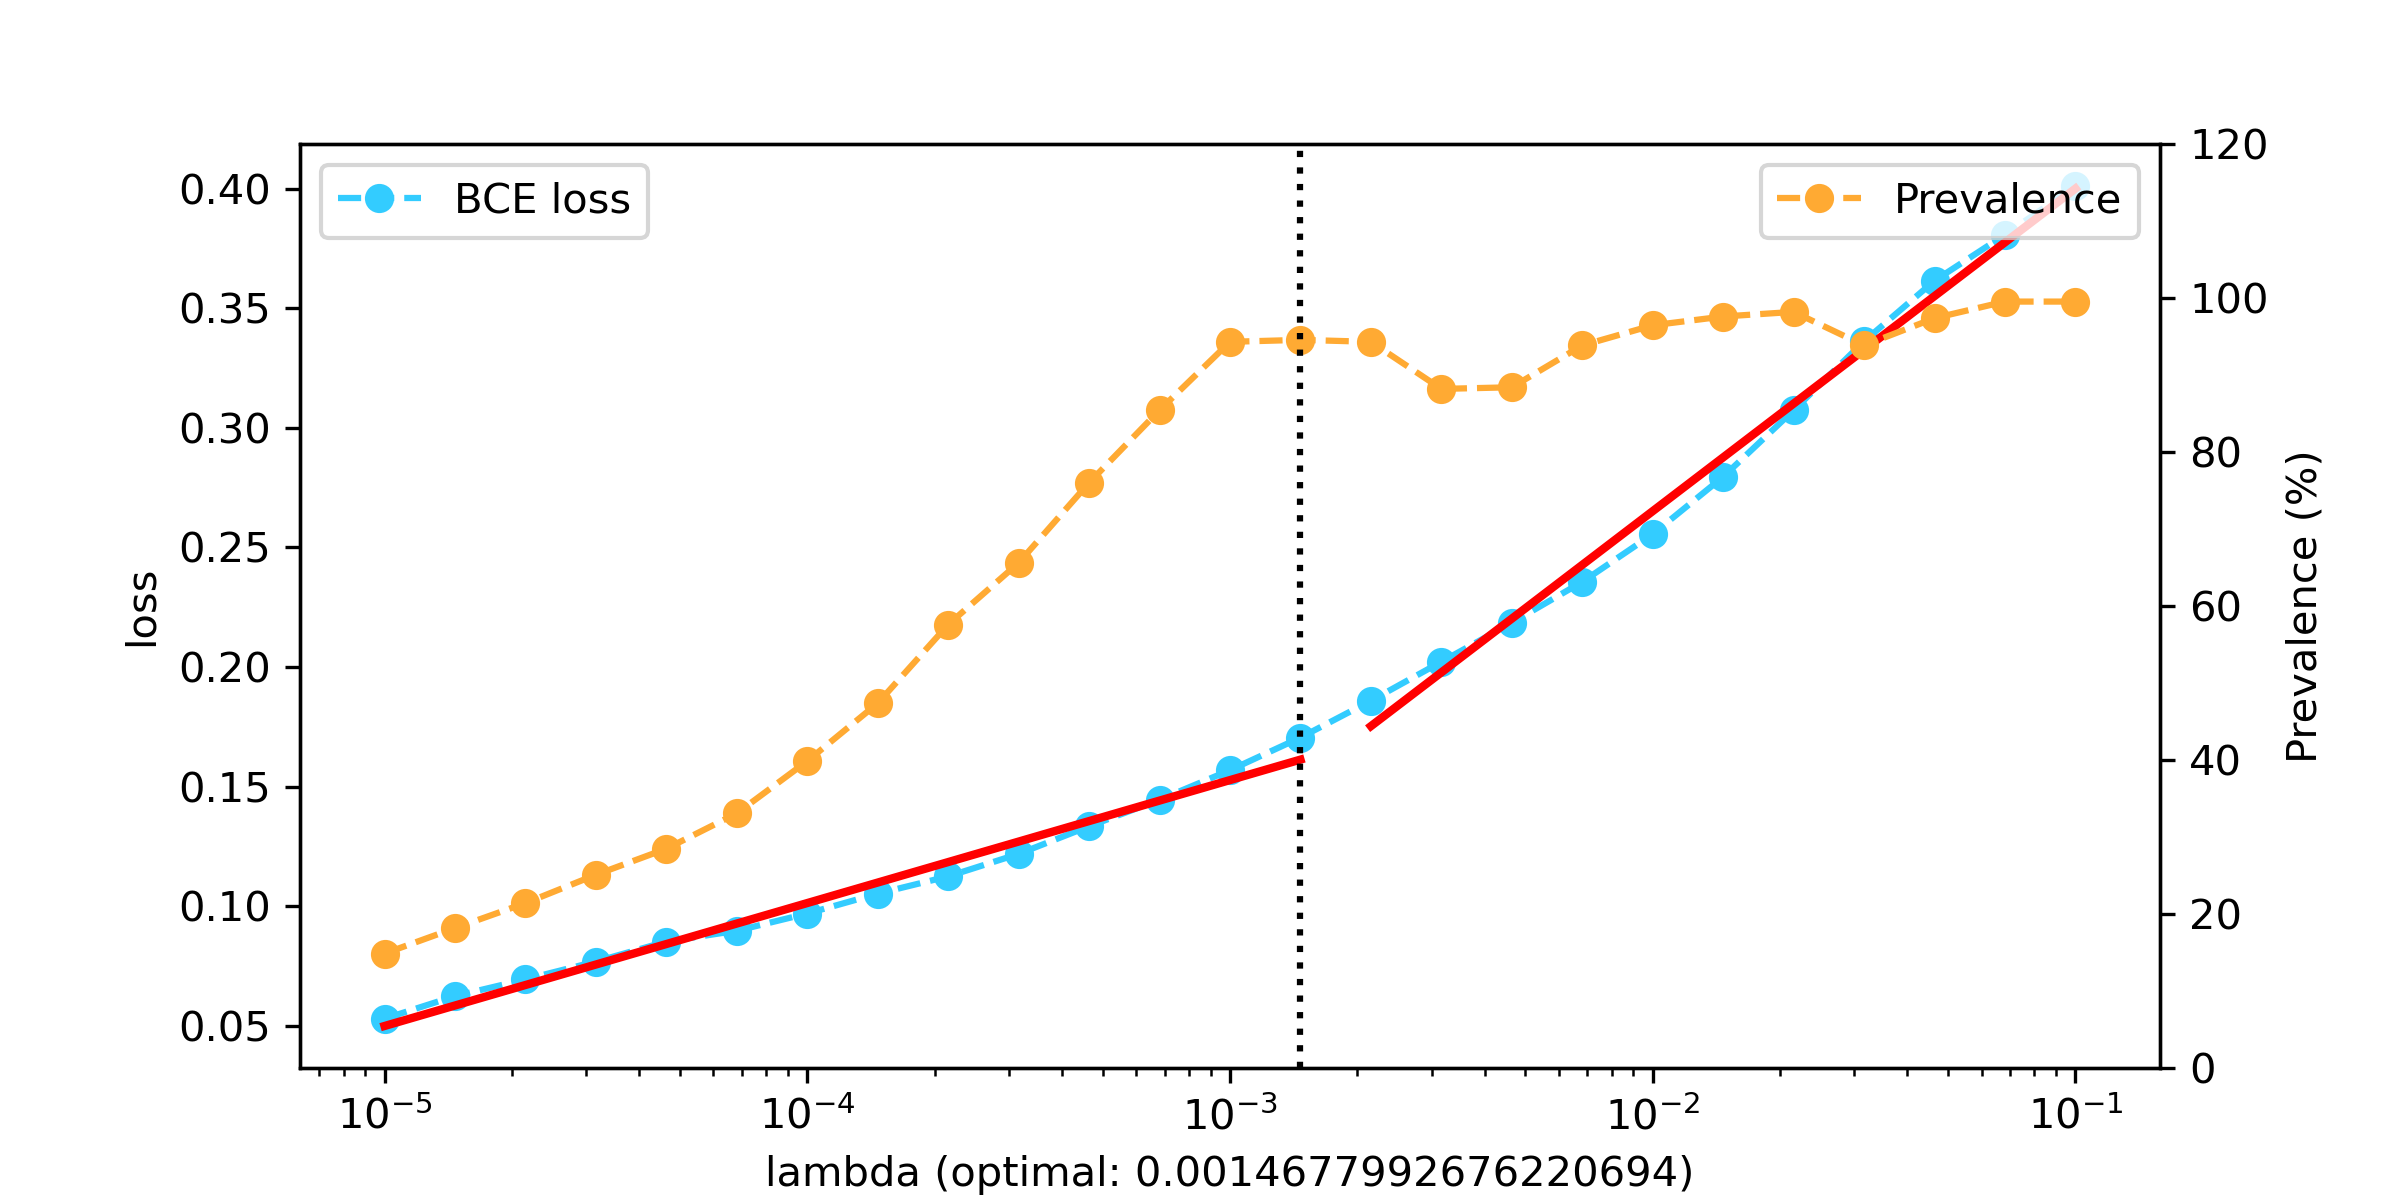 BCE loss
Prevalence
0.40
0.35
0.30
0.25
0.20
0.15
0.10
0.05
loss
120
100
80
60
40
20
0
Prevalence (%)
10⁻⁵ 10⁻⁴ 10⁻³ 10⁻² 10⁻¹
lambda (optimal: 0.0014677992676220694)